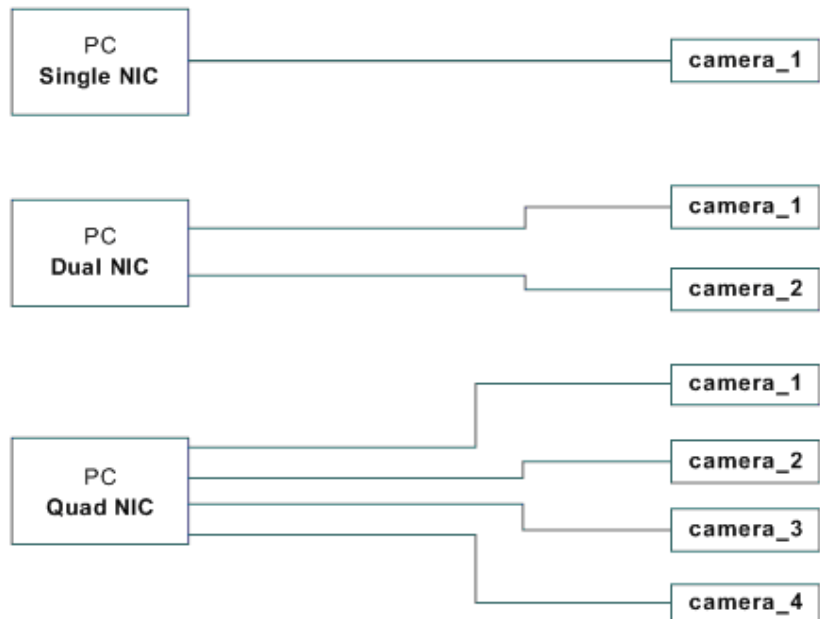 PC
Single NIC
camera_1
PC
Dual NIC
camera_1
camera_2
PC
Quad NIC
camera_1
camera_2
camera_3
camera_4